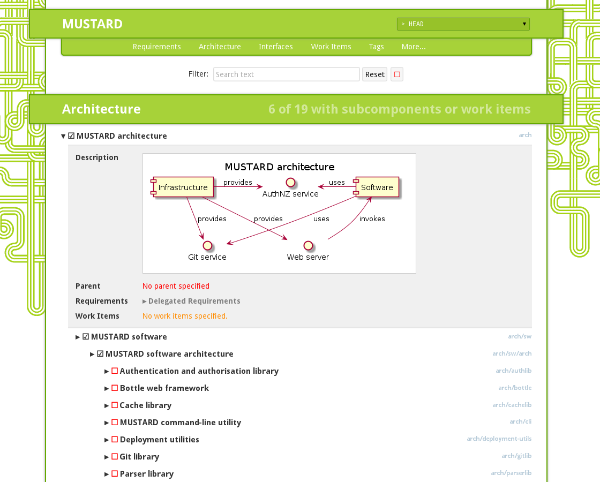 MUSTARD
HEAD
Requirements Architecture Interfaces Work Items Tags More...
Filter: Search text Reset
Architecture 6 of 19 with subcomponents or work items
MUSTARD architecture arch
Description
MUSTARD architecture
Infrastructure provides AuthNZ service uses Software
provides provides uses invokes
Git service Web server
Parent No parent specified
Requirements Delegated Requirements
Work Items No work items specified.
MUSTARD software arch/sw
MUSTARD software architecture arch/sw/arch
Authentication and authorisation library arch/authlib
Bottle web framework arch/bottle
Cache library arch/cachelib
MUSTARD command-line utility arch/cli
Deployment utilities arch/deployment-utils
Git library arch/gitlib
Parser library arch/parserlib